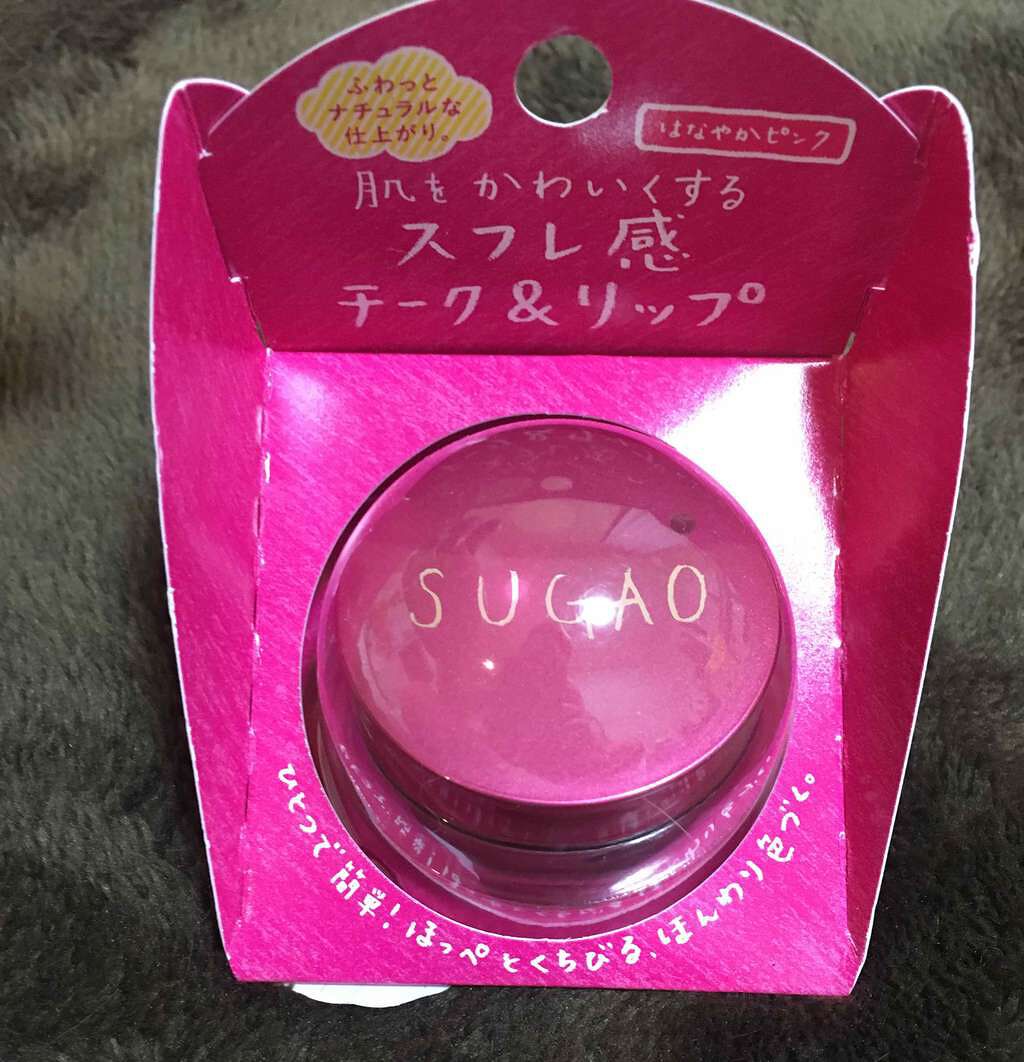 ふわっと
ナチュラルな
仕上がり。
はなやかピンク
肌をかわいくする
スフレ感
チーク&リップ
SUGAO
ひとつで簡単!ほっぺとくちびる、ほんわり色づく。